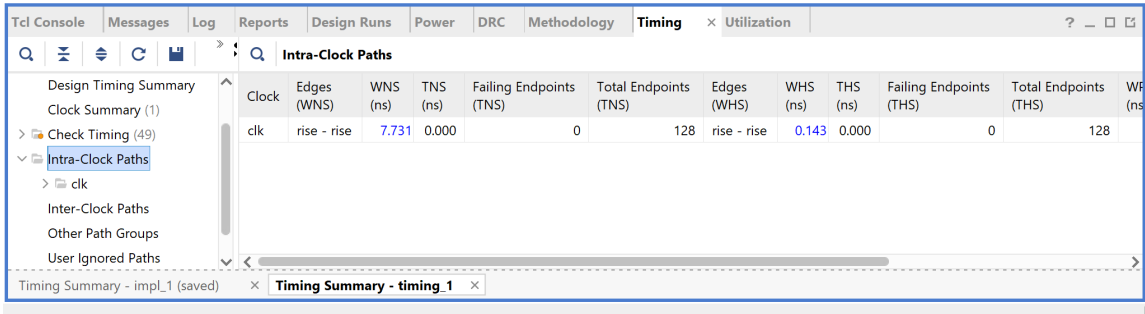 Tcl Console Messages Log Reports Design Runs Power DRC Methodology Timing × Utilization ? _
» Intra-Clock Paths
Design Timing Summary
Clock Summary (1)
> Check Timing (49)
Intra-Clock Paths
> clk
Inter-Clock Paths
Other Path Groups
User Ignored Paths
Clock Edges WNS TNS Failing Endpoints Total Endpoints Edges WHS THS Failing Endpoints Total Endpoints
(WNS) (ns) (ns) (TNS) (TNS) (WHS) (ns) (ns) (THS) (THS) (ns
clk rise - rise 7.731 0.000 0 128 rise - rise 0.143 0.000 0 128
Timing Summary - impl_1 (saved) × Timing Summary - timing_1 ×